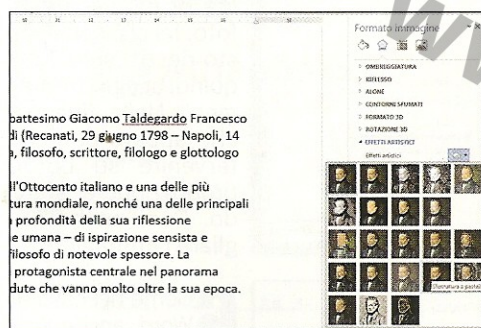 Formato immagine
OMBREGGIATURA
RIFLESSO
ALONE
CONTORNI SFUMATI
FORMATO 3D
ROTAZIONE 3D
EFFETTI ARTISTICI
Effetti artistici
battesimo Giacomo Taldegardo Francesco
di (Recanati, 29 giugno 1798 – Napoli, 14
, filosofo, scrittore, filologo e glottologo
l'Ottocento italiano e una delle più
tura mondiale, nonché una delle principali
profondità della sua riflessione
e umana – di ispirazione sensista e
filosofo di notevole spessore. La
protagonista centrale nel panorama
dute che vanno molto oltre la sua epoca.
Sfumatura a pastelli